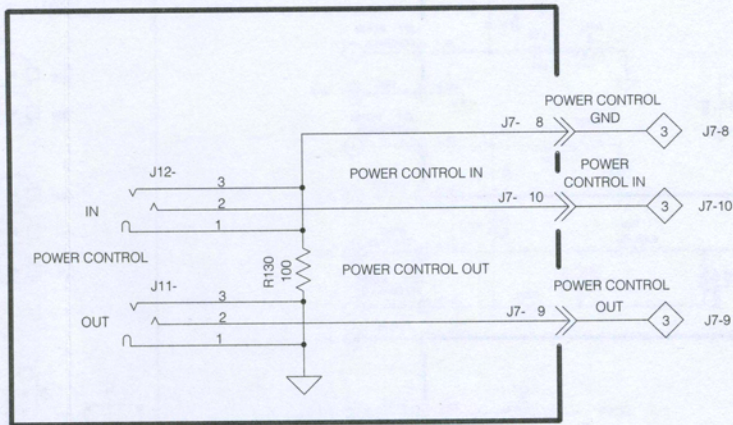 POWER CONTROL
GND
J7- 8
3
J7-8
J12-
3
POWER CONTROL IN
POWER
CONTROL IN
IN
2
J7- 10
3
J7-10
1
POWER CONTROL
R130
100
POWER CONTROL OUT
J11-
3
POWER CONTROL
OUT
OUT
2
J7- 9
3
J7-9
1